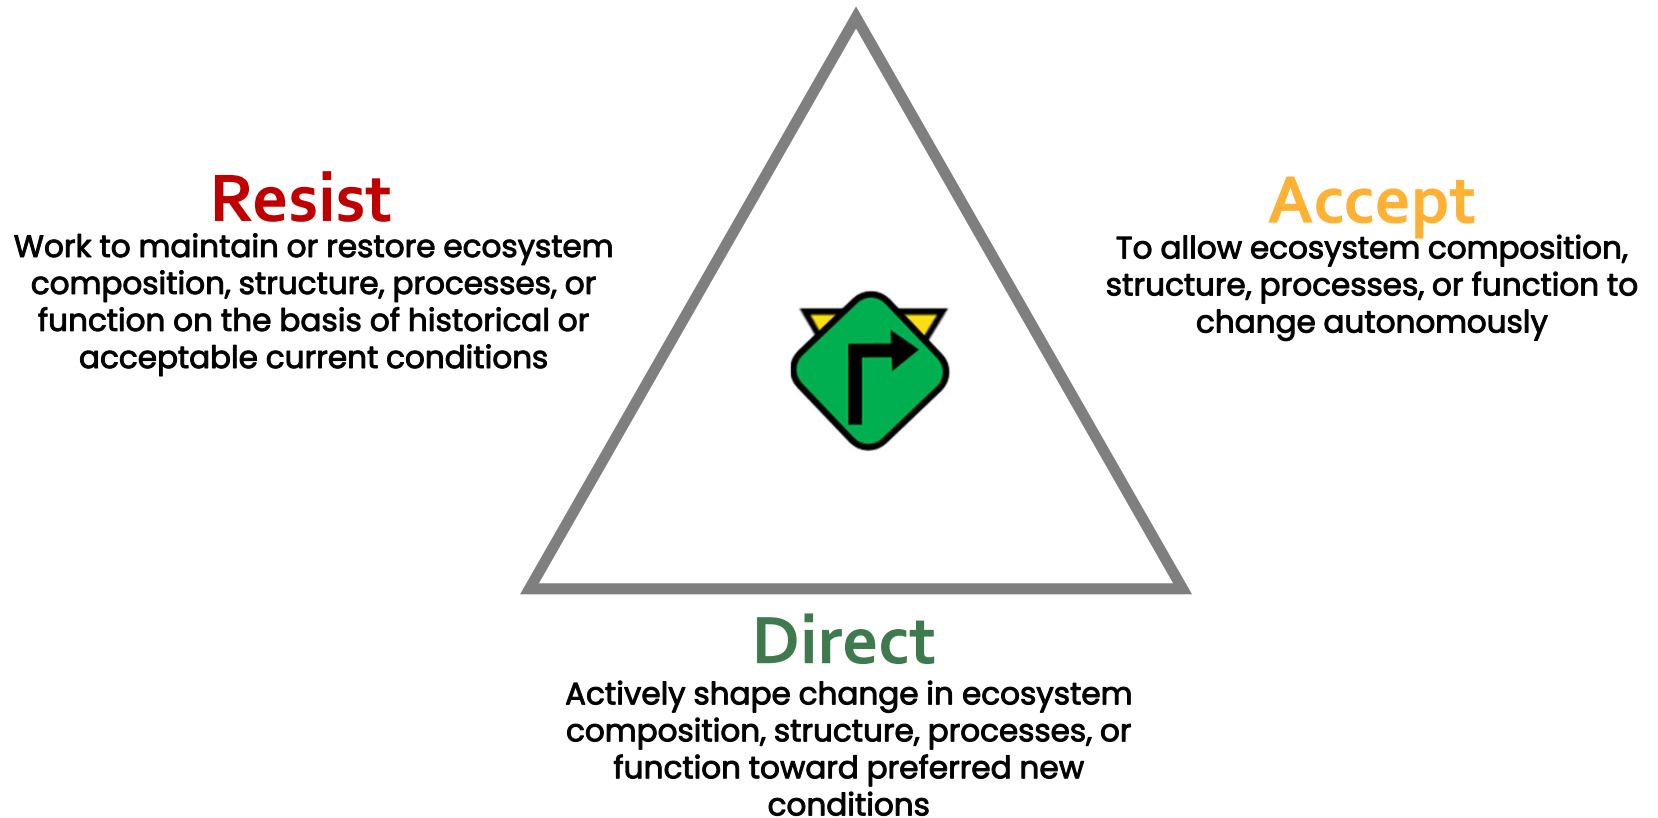 Resist
Work to maintain or restore ecosystem
composition, structure, processes, or
function on the basis of historical or
acceptable current conditions
Accept
To allow ecosystem composition,
structure, processes, or function to
change autonomously
Direct
Actively shape change in ecosystem
composition, structure, processes, or
function toward preferred new
conditions